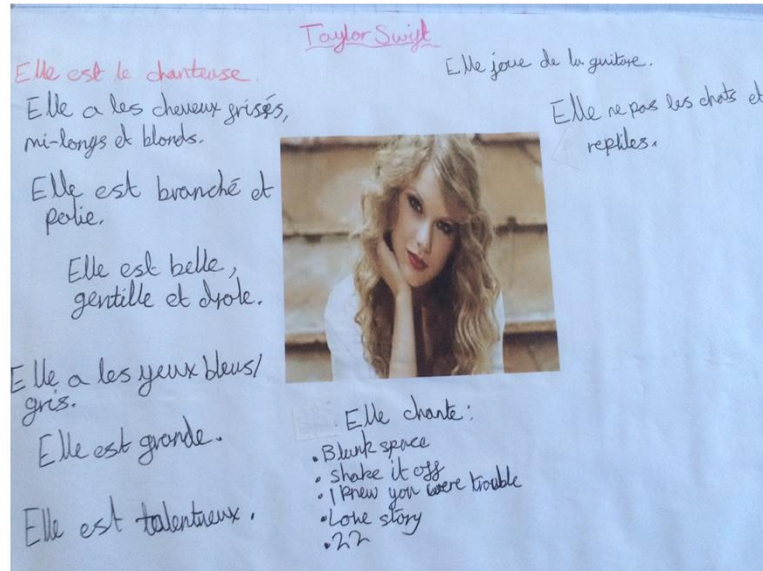 Taylor Swift
Elle est le chanteuse.
Elle a les cheveux grisés,
mi-longs et blonds.
Elle est branché et
polie.
Elle est belle,
gentille et drole.
Elle a les yeux bleus/
gris.
Elle est grande.
Elle est talentueux.
Elle joue de la guitare.
Elle ne pas les chats et
reptiles.
Elle chante:
• Blank space
• shake it off
• I knew you were trouble
• Love story
• 22